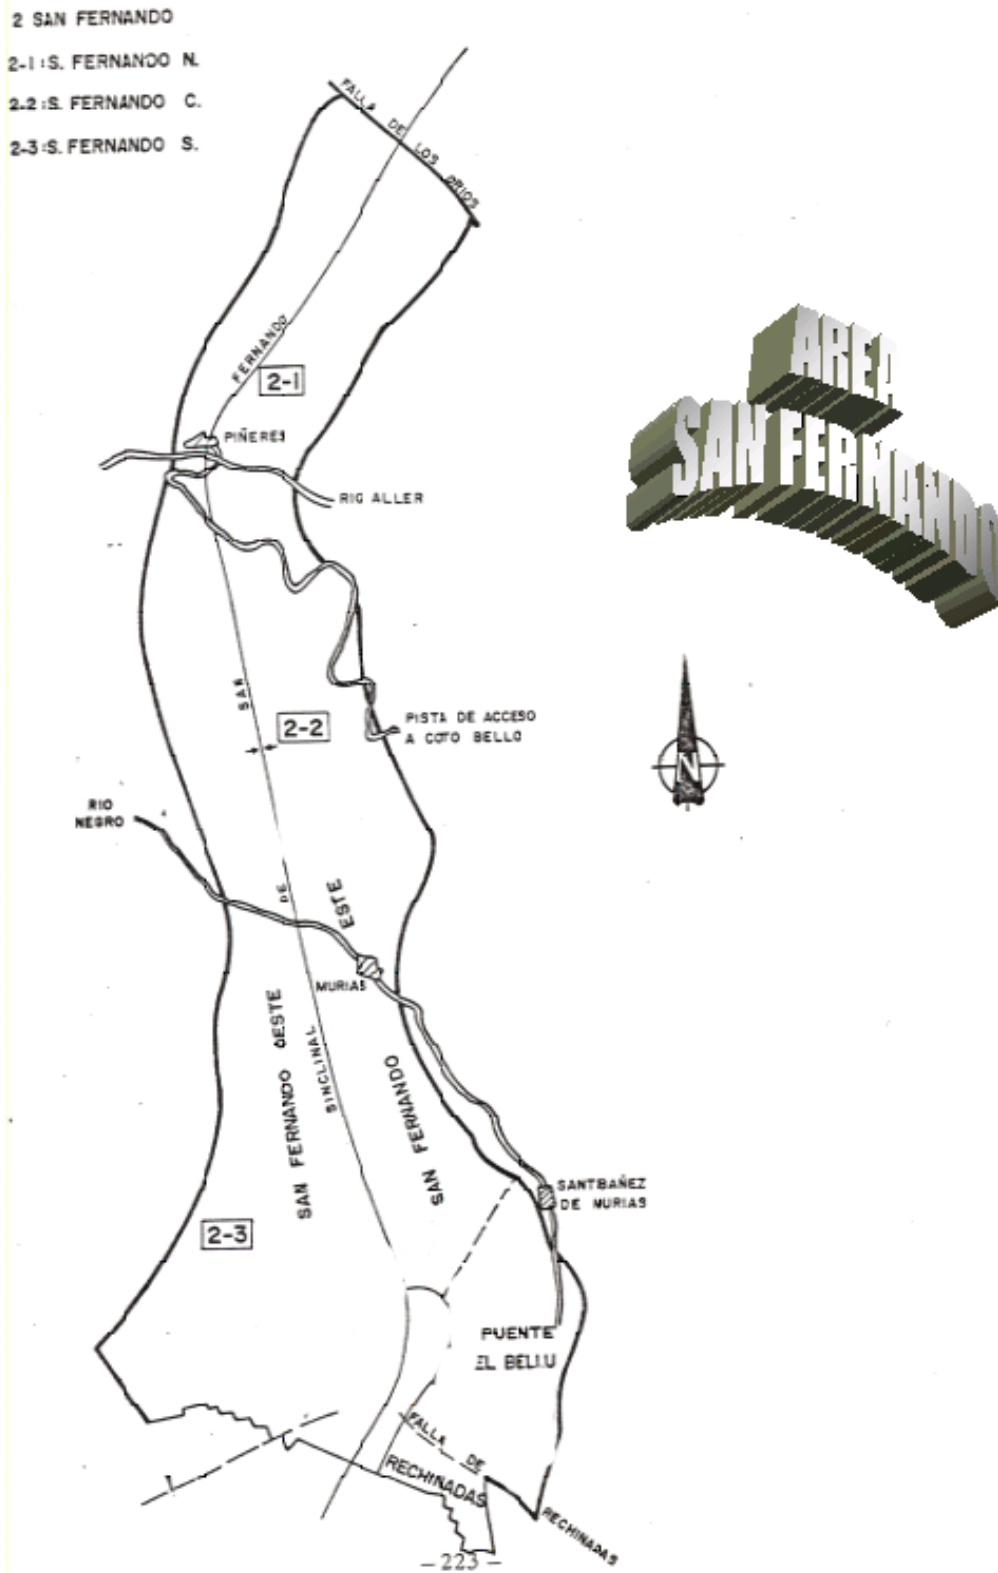 2 SAN FERNANDO
2-1:S. FERNANDO N.
2-2:S. FERNANDO C.
2-3:S. FERNANDO S.
FALLA DE LOS ORIOS
AREA
SAN FERNANDO
FERNANDO
2-1
PIÑERES
RIO ALLER
SAN
2-2
PISTA DE ACCESO
A COTO BELLO
N
RIO
NEGRO
DE
ESTE
MURIAS
SAN FERNANDO OESTE
SINCLINAL
SAN FERNANDO
SANTBAÑEZ
DE MURIAS
2-3
PUENTE
EL BELLU
FALLA DE
RECHINADAS
RECHINADAS
– 223 –